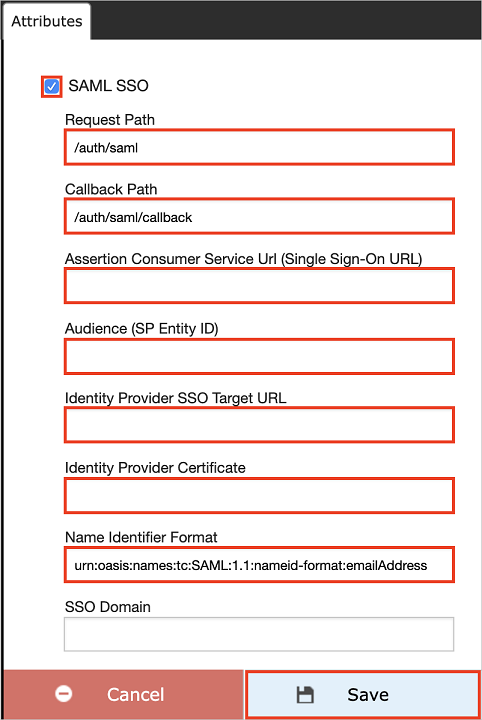 Attributes
SAML SSO
Request Path
/auth/saml
Callback Path
/auth/saml/callback
Assertion Consumer Service Url (Single Sign-On URL)
Audience (SP Entity ID)
Identity Provider SSO Target URL
Identity Provider Certificate
Name Identifier Format
urn:oasis:names:tc:SAML:1.1:nameid-format:emailAddress
SSO Domain
Cancel
Save